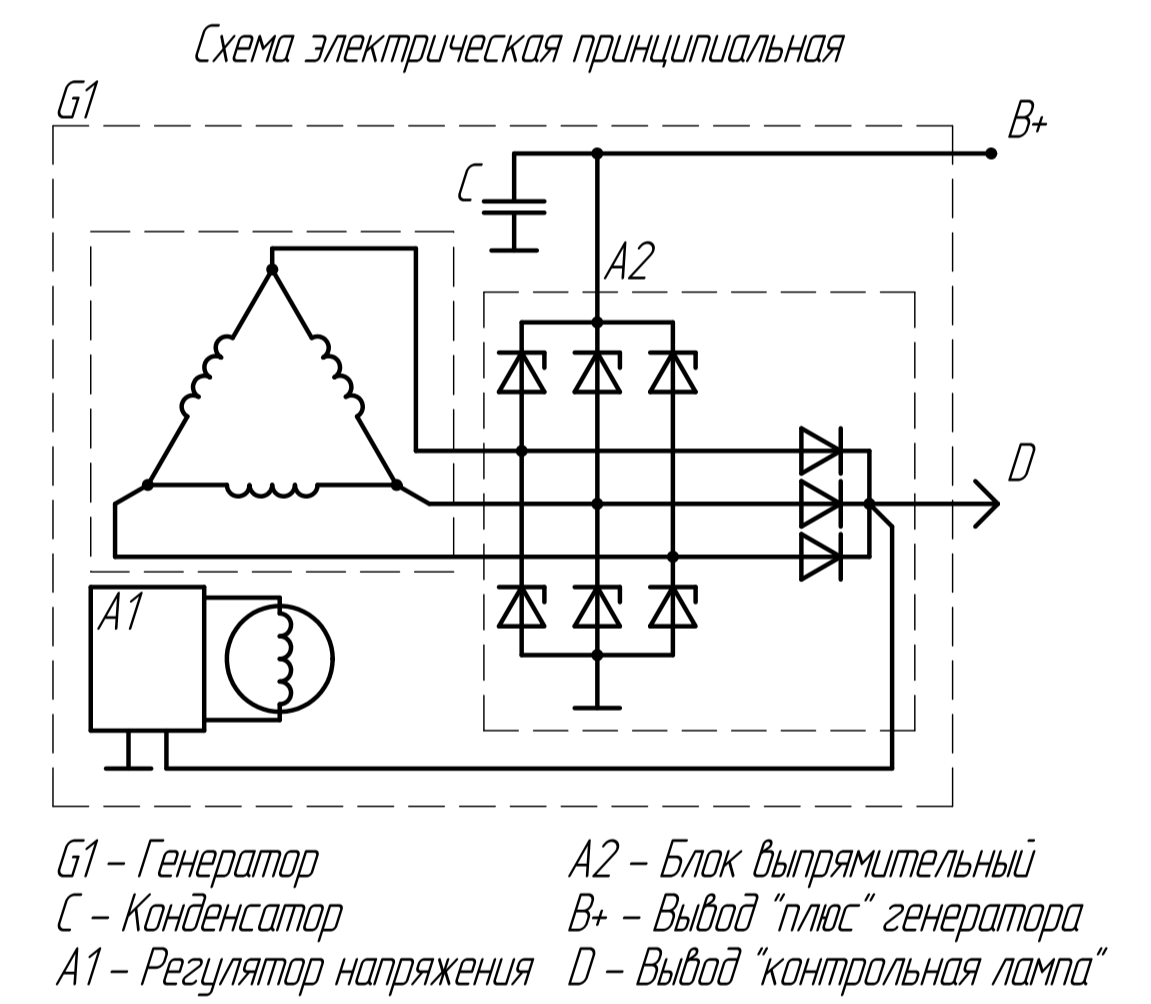 Схема электрическая принципиальная
G1
B+
C
A2
D
A1
G1 – Генератор
C – Конденсатор
A1 – Регулятор напряжения
A2 – Блок выпрямительный
B+ – Вывод "плюс" генератора
D – Вывод "контрольная лампа"